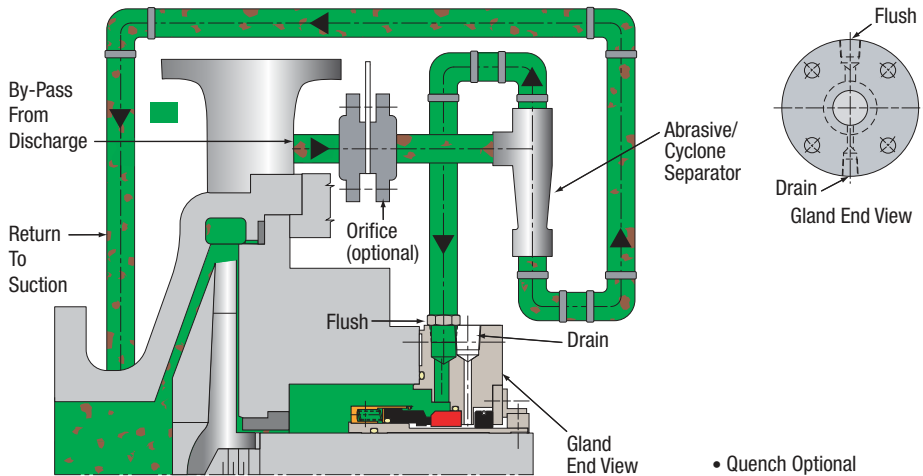 By-Pass
From
Discharge
Return
To
Suction
Orifice
(optional)
Abrasive/
Cyclone
Separator
Flush
Drain
Gland End View
Flush
Drain
Gland
End View
• Quench Optional